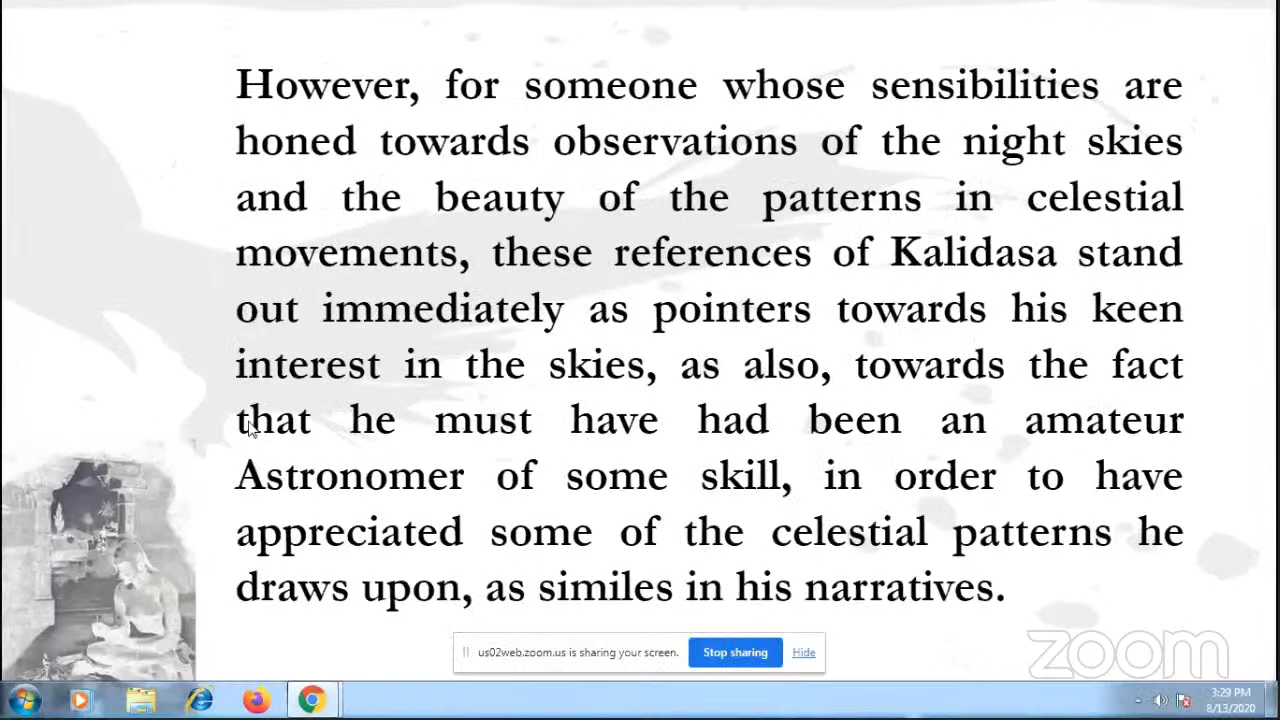 However, for someone whose sensibilities are
honed towards observations of the night skies
and the beauty of the patterns in celestial
movements, these references of Kalidasa stand
out immediately as pointers towards his keen
interest in the skies, as also, towards the fact
that he must have had been an amateur
Astronomer of some skill, in order to have
appreciated some of the celestial patterns he
draws upon, as similes in his narratives.
us02web.zoom.us is sharing your screen. Stop sharing Hide
zoom
3:29 PM
8/13/2020